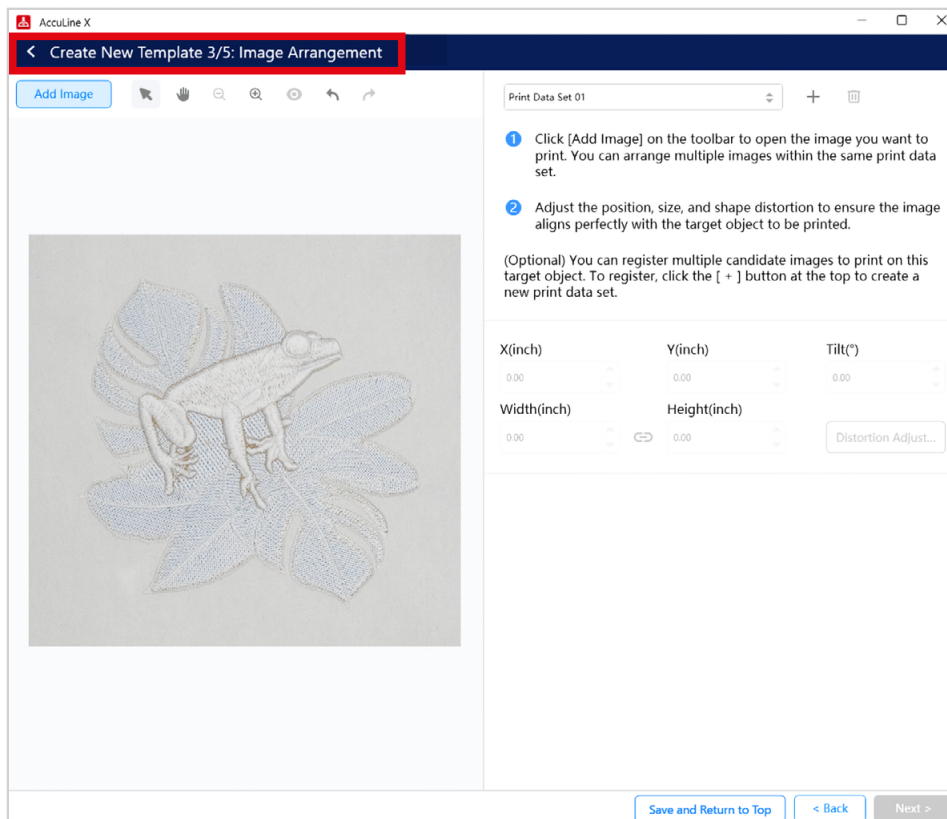 AccuLine X
Create New Template 3/5: Image Arrangement
Add Image
Print Data Set 01
1 Click [Add Image] on the toolbar to open the image you want to
print. You can arrange multiple images within the same print data
set.
2 Adjust the position, size, and shape distortion to ensure the image
aligns perfectly with the target object to be printed.
(Optional) You can register multiple candidate images to print on this
target object. To register, click the [ + ] button at the top to create a
new print data set.
X(inch) Y(inch) Tilt(°)
0.00 0.00 0.00
Width(inch) Height(inch)
0.00 0.00 Distortion Adjust...
Save and Return to Top < Back Next >